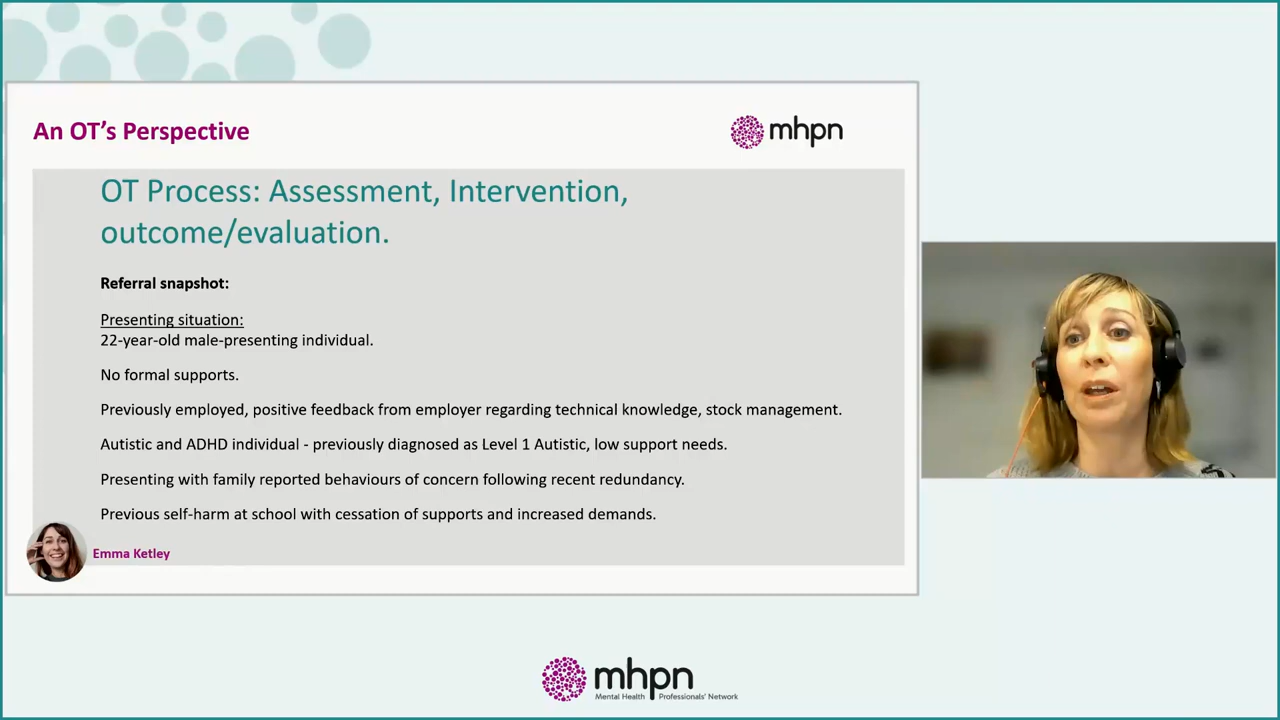 An OT's Perspective
mhpn
OT Process: Assessment, Intervention,
outcome/evaluation.
Referral snapshot:
Presenting situation:
22-year-old male-presenting individual.
No formal supports.
Previously employed, positive feedback from employer regarding technical knowledge, stock management.
Autistic and ADHD individual - previously diagnosed as Level 1 Autistic, low support needs.
Presenting with family reported behaviours of concern following recent redundancy.
Previous self-harm at school with cessation of supports and increased demands.
Emma Ketley
mhpn
Mental Health Professionals' Network